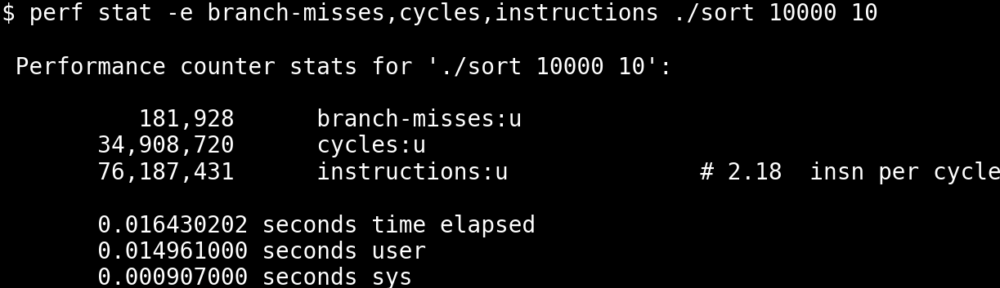 $ perf stat -e branch-misses,cycles,instructions ./sort 10000 10
Performance counter stats for './sort 10000 10':
181,928      branch-misses:u
34,908,720      cycles:u
76,187,431      instructions:u              # 2.18  insn per cycle
0.016430202 seconds time elapsed
0.014961000 seconds user
0.000907000 seconds sys